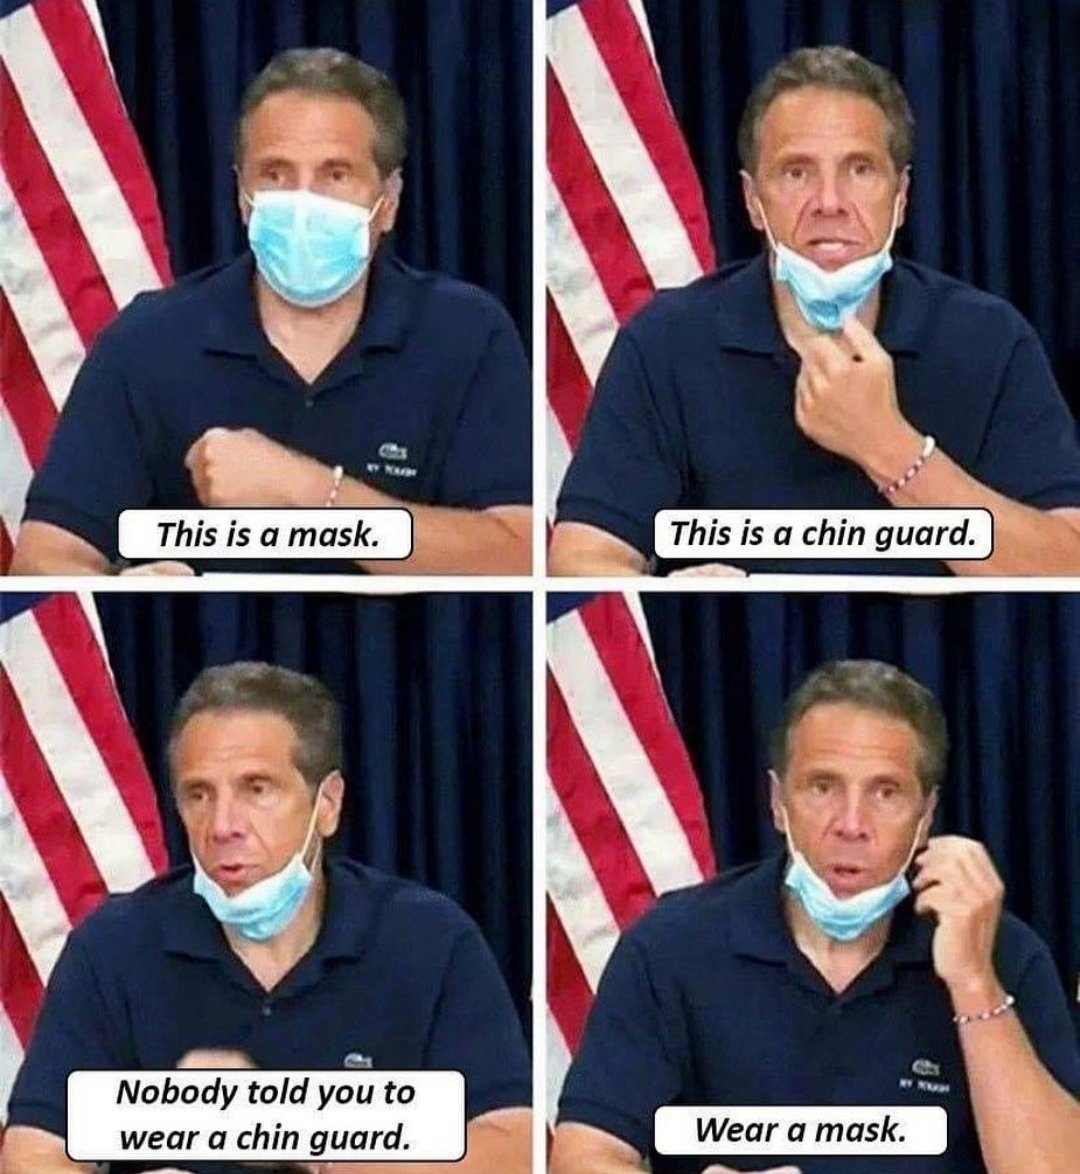 This is a mask.
This is a chin guard.
Nobody told you to
wear a chin guard.
Wear a mask.